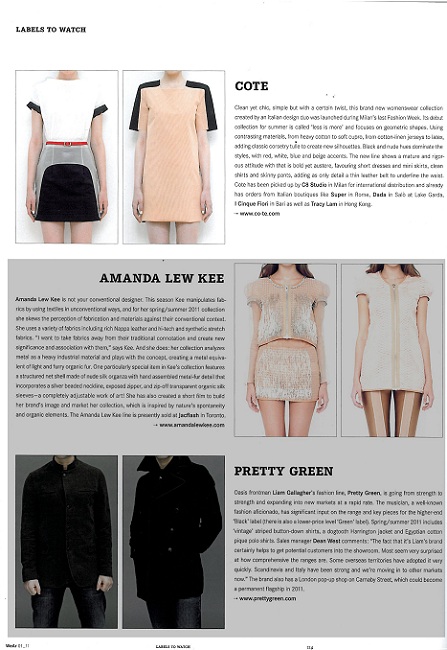 LABELS TO WATCH
COTE
Clean yet chic, simple but with a certain twist, this brand new womenswear collection
created by an Italian design duo was launched during Milan's last Fashion Week. Its debut
collection for summer is called 'less is more' and focuses on geometric shapes. Using
contrasting materials, from heavy cotton to soft cupro, from cotton-linen jerseys to latex,
adding classic corsetry tulle to create new silhouettes. Black and nude hues dominate the
styles, with red, white, blue and beige accents. The new line shows a mature and rigor-
ous attitude with that is bold yet austere, favouring short dresses and mini skirts, clean
shirts and skinny pants, adding as only detail a thin leather belt to underline the waist.
Cote has been picked up by C8 Studio in Milan for international distribution and already
has orders from Italian boutiques like Super in Rome, Dada in Salò at Lake Garda,
I Cinque Fiori in Bari as well as Tracy Lam in Hong Kong.
→ www.co-te.com
AMANDA LEW KEE
Amanda Lew Kee is not your conventional designer. This season Kee manipulates fab-
rics by using textiles in unconventional ways, and for her spring/summer 2011 collection
she skews the perception of fabrication and materials against their conventional context.
She uses a variety of fabrics including rich Nappa leather and hi-tech and synthetic stretch
fabrics. "I want to take fabrics away from their traditional connotation and create new
significance and association with them," says Kee. And she does: her collection analyzes
metal as a heavy industrial material and plays with the concept, creating a metal equiva-
lent of light and furry organic fur. One particularly special item in Kee's collection features
a structured net shell made of nude silk organza with hand assembled metal-fur detail that
incorporates a silver beaded neckline, exposed zipper, and zip-off transparent organic silk
sleeves—a completely adjustable work of art! She has also created a short film to build
her brand's image and market her collection, which is inspired by nature's spontaneity
and organic elements. The Amanda Lew Kee line is presently sold at Jacflash in Toronto.
→ www.amandalewkee.com
PRETTY GREEN
Oasis frontman Liam Gallagher's fashion line, Pretty Green, is going from strength to
strength and expanding into new markets at a rapid rate. The musician, a well-known
fashion aficionado, has significant input on the range and key pieces for the higher-end
'Black' label (there is also a lower-price level 'Green' label). Spring/summer 2011 includes
'vintage' striped button-down shirts, a dogtooth Harrington jacket and Egyptian cotton
pique polo shirts. Sales manager Dean West comments: "The fact that it's Liam's brand
certainly helps to get potential customers into the showroom. Most seem very surprised
at how comprehensive the ranges are. Some overseas territories have adopted it very
quickly. Scandinavia and Italy have been strong and we're moving in to other markets
now." The brand also has a London pop-up shop on Carnaby Street, which could become
a permanent flagship in 2011.
→ www.prettygreen.com
LABELS TO WATCH
114